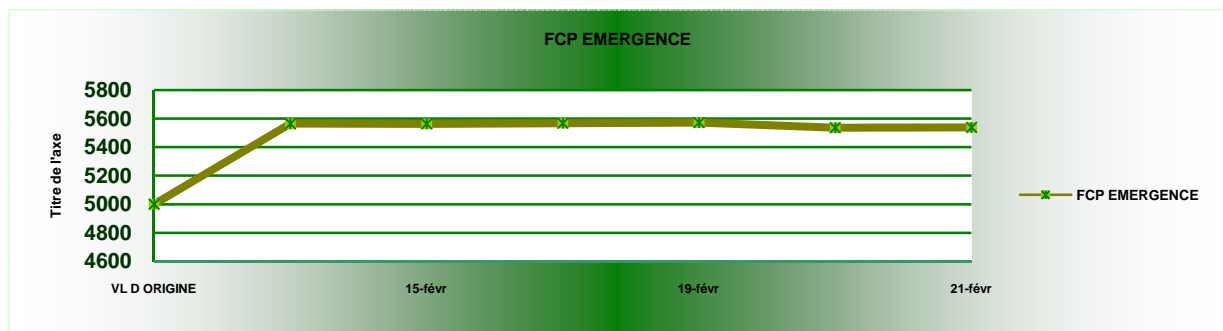 FCP EMERGENCE
5800
5600
5400
5200
5000
4800
4600
Titre de l'axe
VL D ORIGINE
15-févr
19-févr
21-févr
FCP EMERGENCE